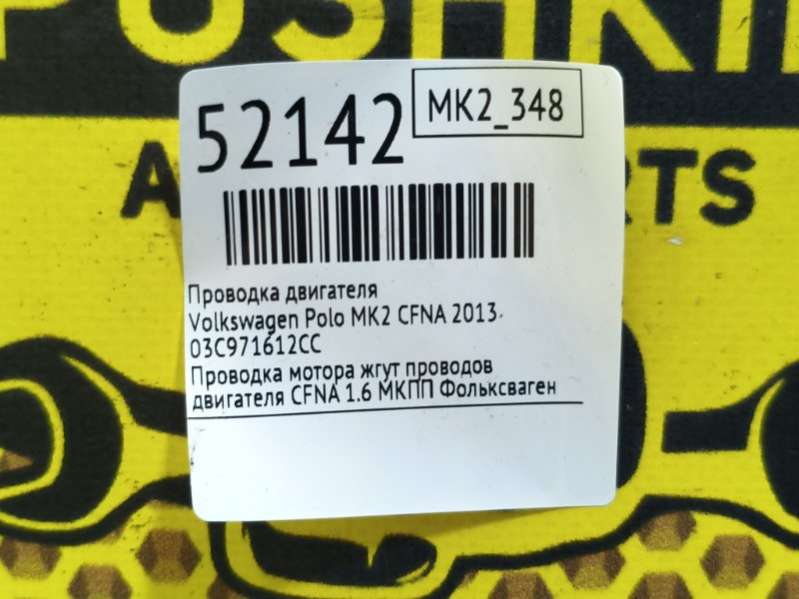 PUSHKIN
52142
MK2_348
Проводка двигателя
Volkswagen Polo MK2 CFNA 2013
03C971612CC
Проводка мотора жгут проводов
двигателя CFNA 1.6 МКПП Фольксваген